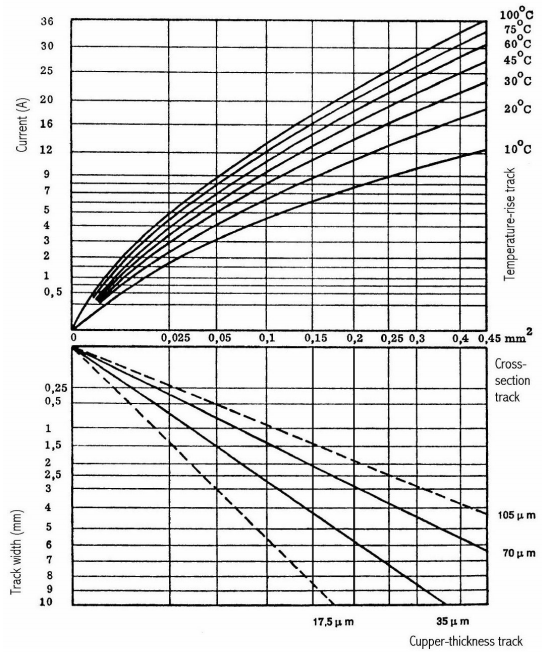 Current (A)
36
30
25
20
16
12
9
7
5
4
3
2
1
0,5
100°C
75°C
60°C
45°C
30°C
20°C
10°C
Temperature-rise track
0
0,025
0,05
0,1
0,15
0,2
0,25
0,3
0,4
0,45 mm²
Cross-
section
track
Track width (mm)
0,25
0,5
1
1,5
2
2,5
3
4
5
6
7
8
9
10
105 μm
70 μm
17,5 μm
35 μm
Cupper-thickness track